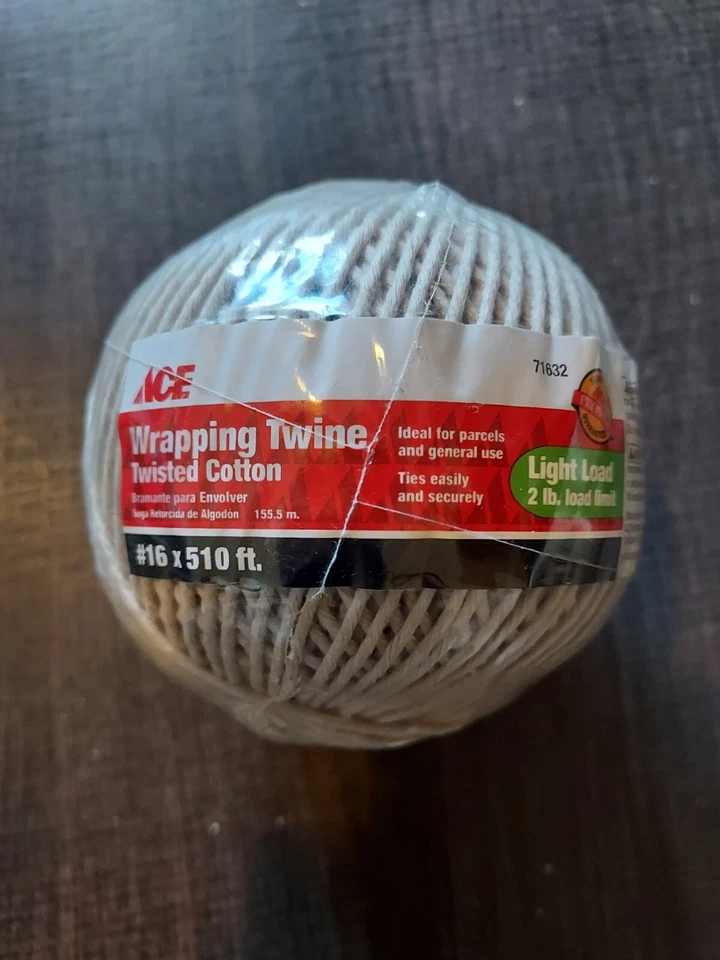 ACE
71632
Wrapping Twine
Twisted Cotton
Bramante para Envolver
Soga Retorcida de Algodón 155.5 m.
#16 x 510 ft.
Ideal for parcels
and general use
Ties easily
and securely
Light Load
2 lb. load limit